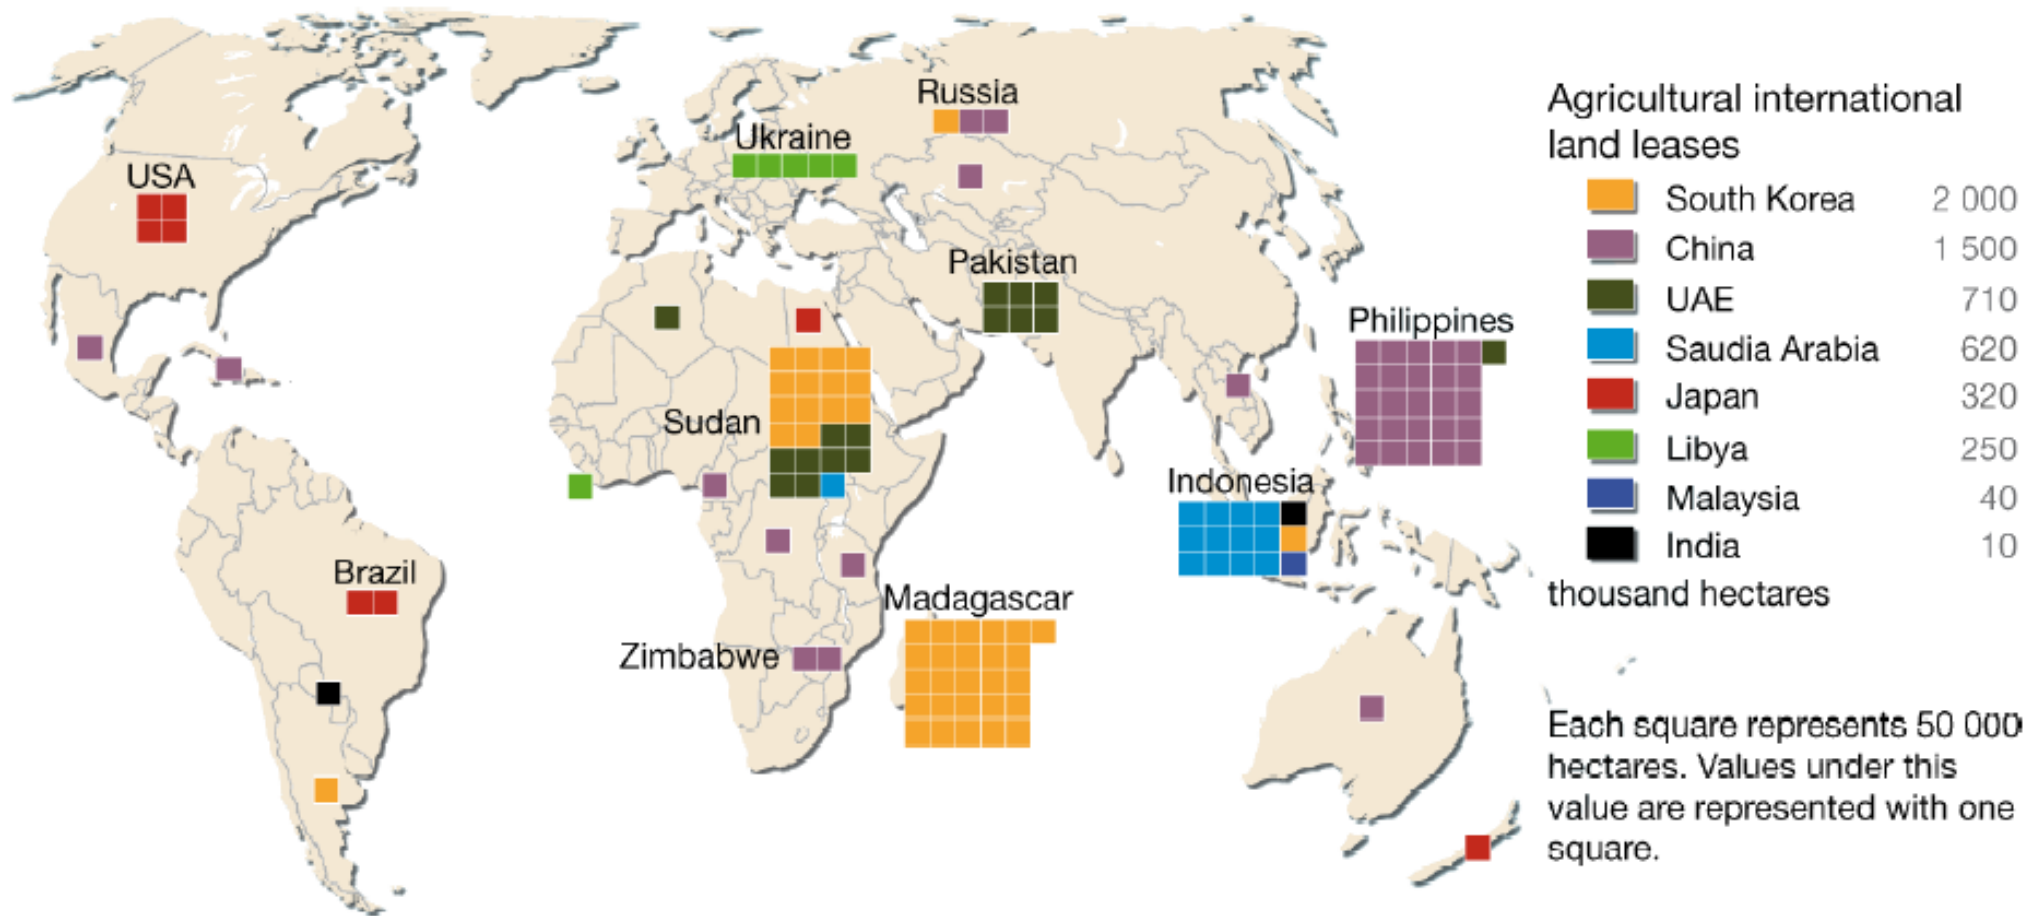 Russia
Ukraine
USA
Pakistan
Philippines
Sudan
Indonesia
Brazil
Madagascar
Zimbabwe
Agricultural international
land leases
South Korea 2 000
China 1 500
UAE 710
Saudia Arabia 620
Japan 320
Libya 250
Malaysia 40
India 10
thousand hectares
Each square represents 50 000
hectares. Values under this
value are represented with one
square.